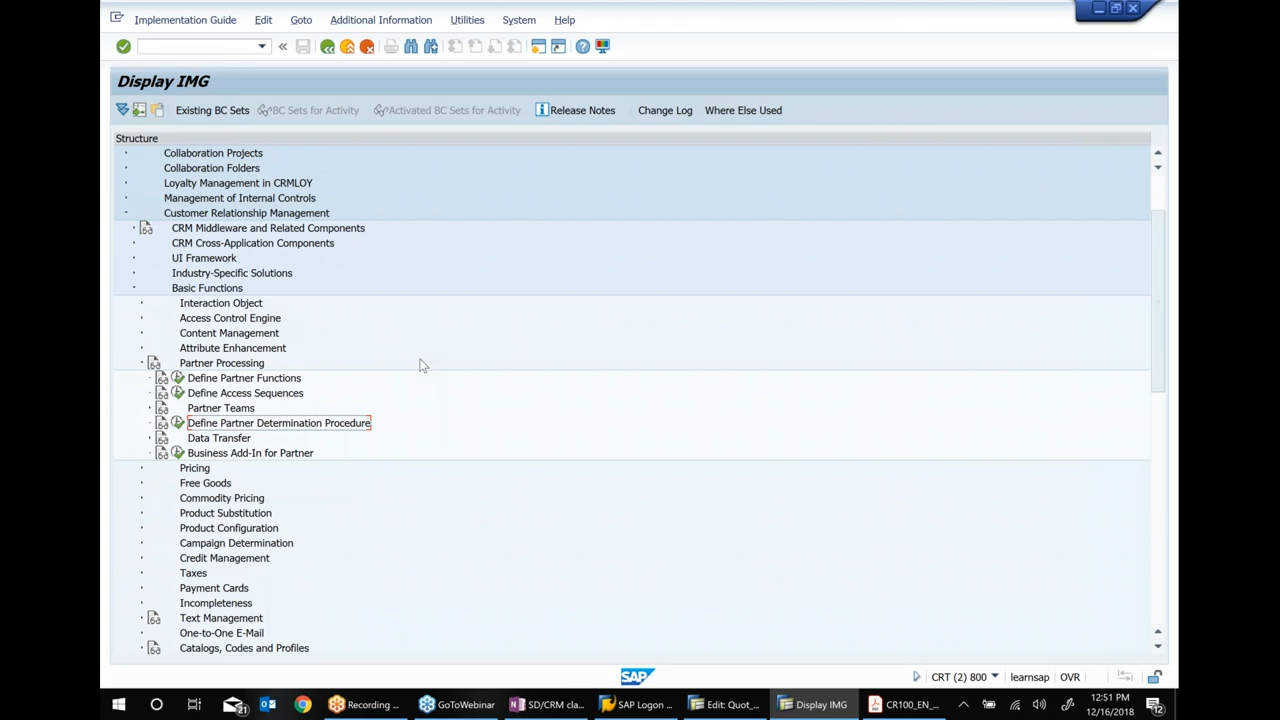 Implementation Guide Edit Goto Additional Information Utilities System Help
Display IMG
Existing BC Sets BC Sets for Activity Activated BC Sets for Activity Release Notes Change Log Where Else Used
Structure
Collaboration Projects
Collaboration Folders
Loyalty Management in CRMLOY
Management of Internal Controls
Customer Relationship Management
CRM Middleware and Related Components
CRM Cross-Application Components
UI Framework
Industry-Specific Solutions
Basic Functions
Interaction Object
Access Control Engine
Content Management
Attribute Enhancement
Partner Processing
Define Partner Functions
Define Access Sequences
Partner Teams
Define Partner Determination Procedure
Data Transfer
Business Add-In for Partner
Pricing
Free Goods
Commodity Pricing
Product Substitution
Product Configuration
Campaign Determination
Credit Management
Taxes
Payment Cards
Incompleteness
Text Management
One-to-One E-Mail
Catalogs, Codes and Profiles
SAP CRT (2) 800 learnsap OVR
21 Recording ... GoToWebinar SD/CRM cla... SAP Logon ... Edit: Quot_... Display IMG CR100_EN_... 12:51 PM 12
12/16/2018